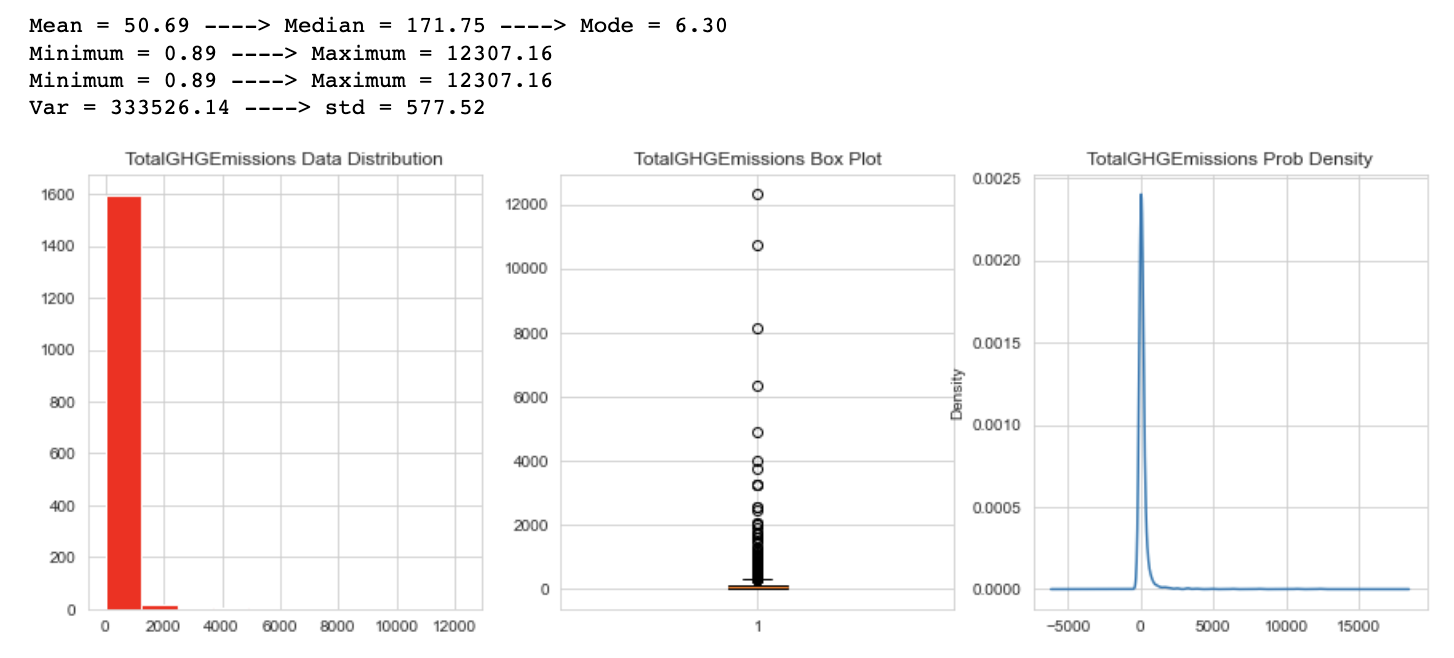 Mean = 50.69 ----> Median = 171.75 ----> Mode = 6.30
Minimum = 0.89 ----> Maximum = 12307.16
Minimum = 0.89 ----> Maximum = 12307.16
Var = 333526.14 ----> std = 577.52
TotalGHGEmissions Data Distribution
1600
1400
1200
1000
800
600
400
200
0
0 2000 4000 6000 8000 10000 12000
TotalGHGEmissions Box Plot
12000
10000
8000
6000
4000
2000
0
1
TotalGHGEmissions Prob Density
Density
0.0025
0.0020
0.0015
0.0010
0.0005
0.0000
−5000 0 5000 10000 15000